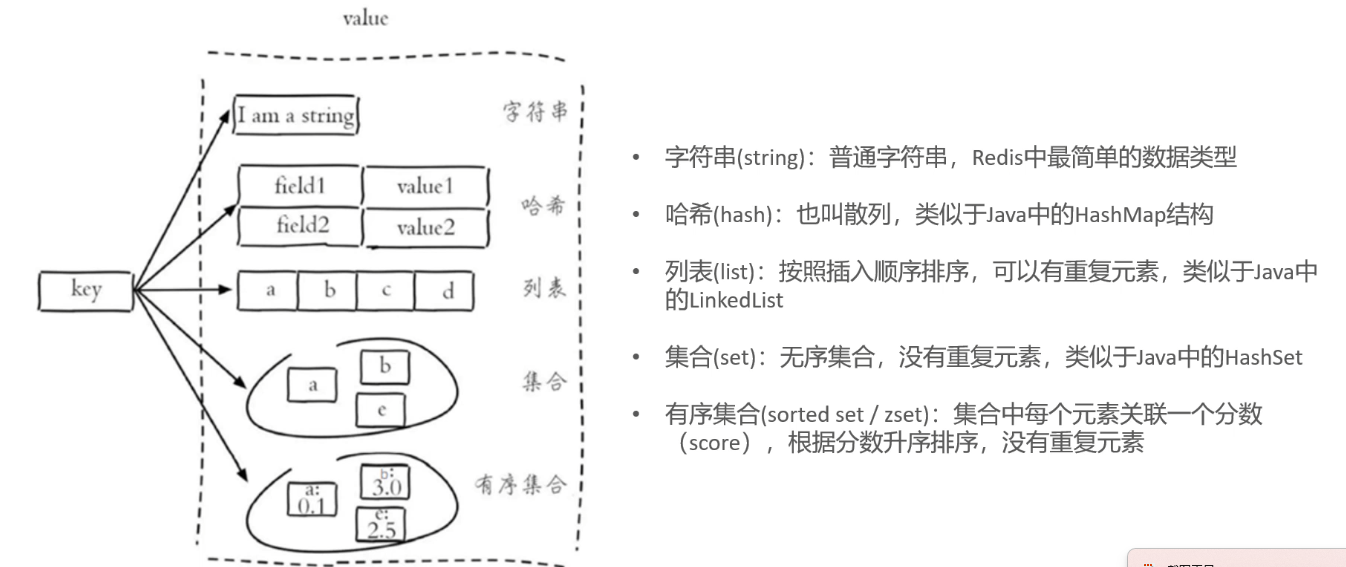 value
I am a string
字符串
field1 value1
field2 value2
哈希
key
a b c d
列表
a
b
e
集合
a:
0.1
b:
3.0
e:
2.5
有序集合
• 字符串(string)：普通字符串，Redis中最简单的数据类型
• 哈希(hash)：也叫散列，类似于Java中的HashMap结构
• 列表(list)：按照插入顺序排序，可以有重复元素，类似于Java中
的LinkedList
• 集合(set)：无序集合，没有重复元素，类似于Java中的HashSet
• 有序集合(sorted set / zset)：集合中每个元素关联一个分数
（score），根据分数升序排序，没有重复元素